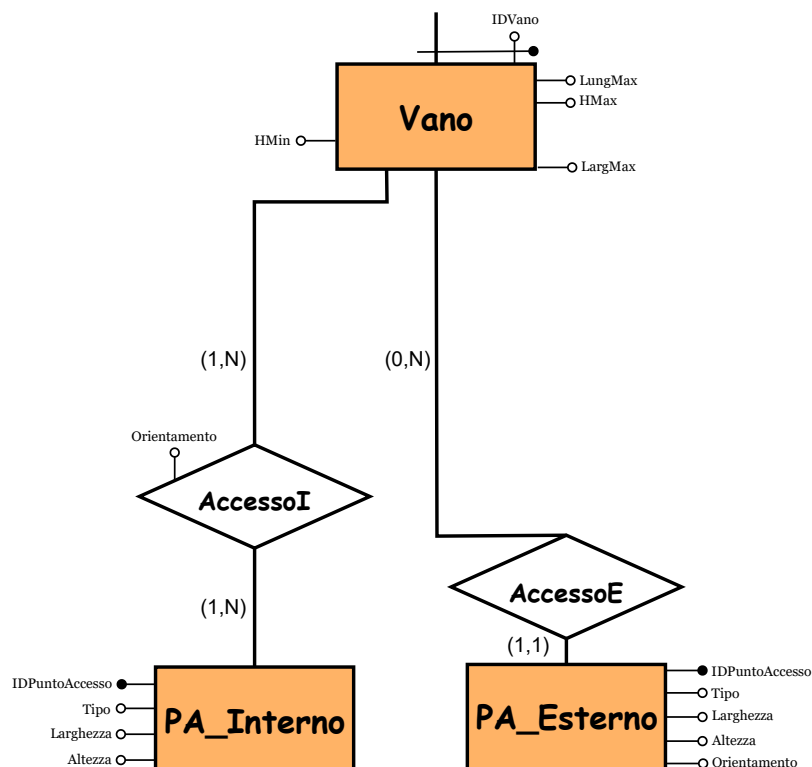 IDVano
LungMax
HMax
Vano
HMin
LargMax
(1,N)
(0,N)
Orientamento
AccessoI
AccessoE
(1,N)
(1,1)
IDPuntoAccesso
Tipo
Larghezza
Altezza
PA_Interno
PA_Esterno
IDPuntoAccesso
Tipo
Larghezza
Altezza
Orientamento